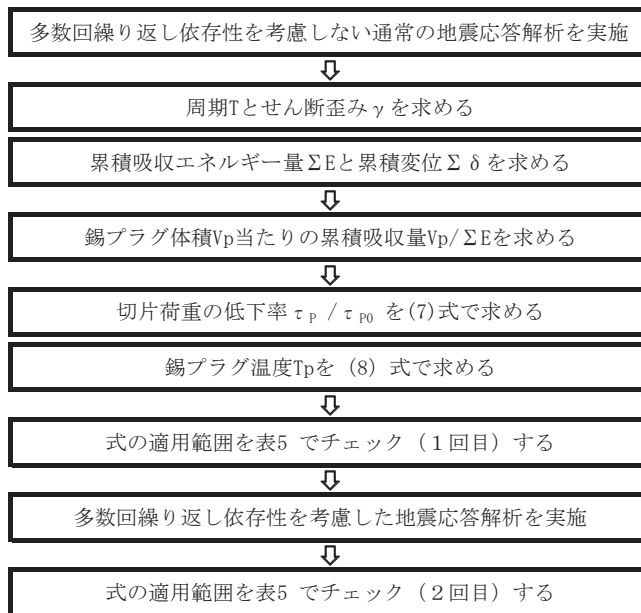 多数回繰り返し依存性を考慮しない通常の地震応答解析を実施
⇩
周期Tとせん断歪みγを求める
累積吸収エネルギー量ΣEと累積変位Σδを求める
⇩
錫プラグ体積Vp当たりの累積吸収量Vp/ΣEを求める
⇩
切片荷重の低下率τP/τP0を(7)式で求める
錫プラグ温度Tpを(8)式で求める
⇩
式の適用範囲を表5でチェック(1回目)する
⇩
多数回繰り返し依存性を考慮した地震応答解析を実施
⇩
式の適用範囲を表5でチェック(2回目)する